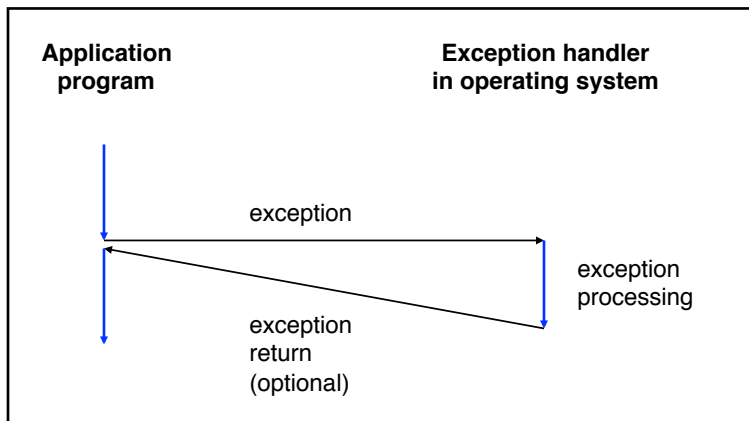 Application
program
Exception handler
in operating system
exception
exception
processing
exception
return
(optional)